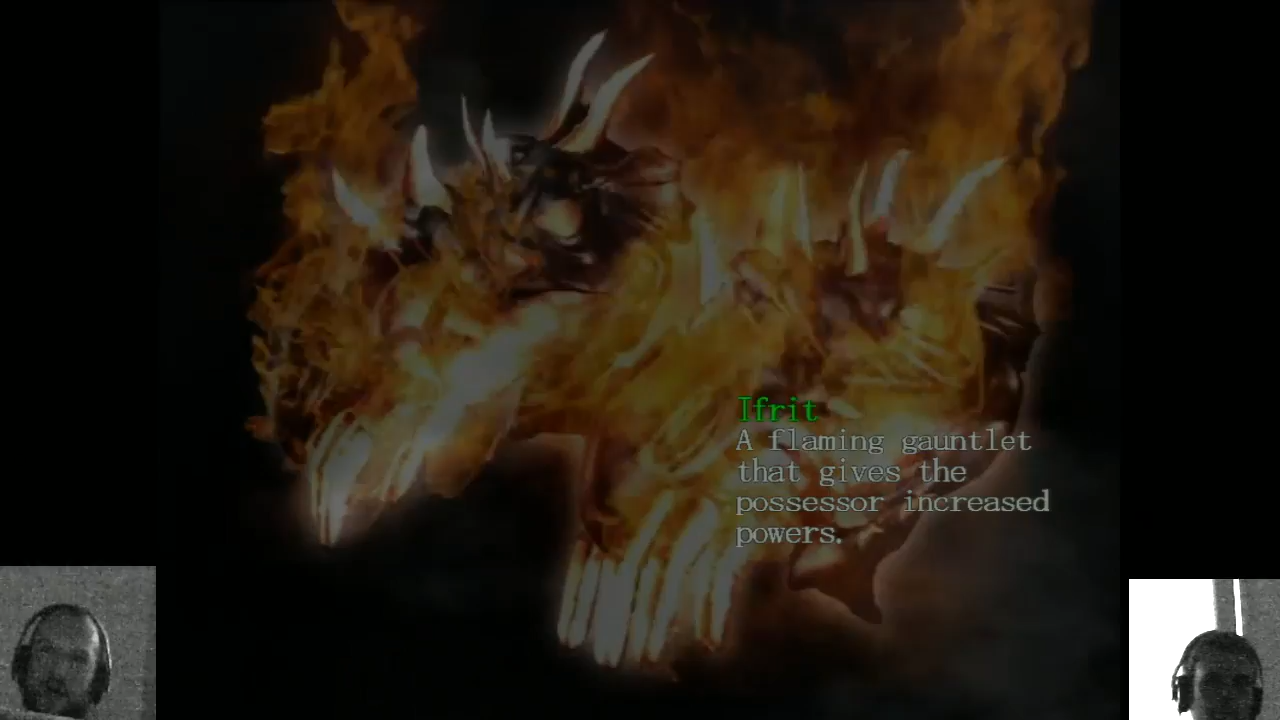 Ifrit
A flaming gauntlet
that gives the
possessor increased
powers.